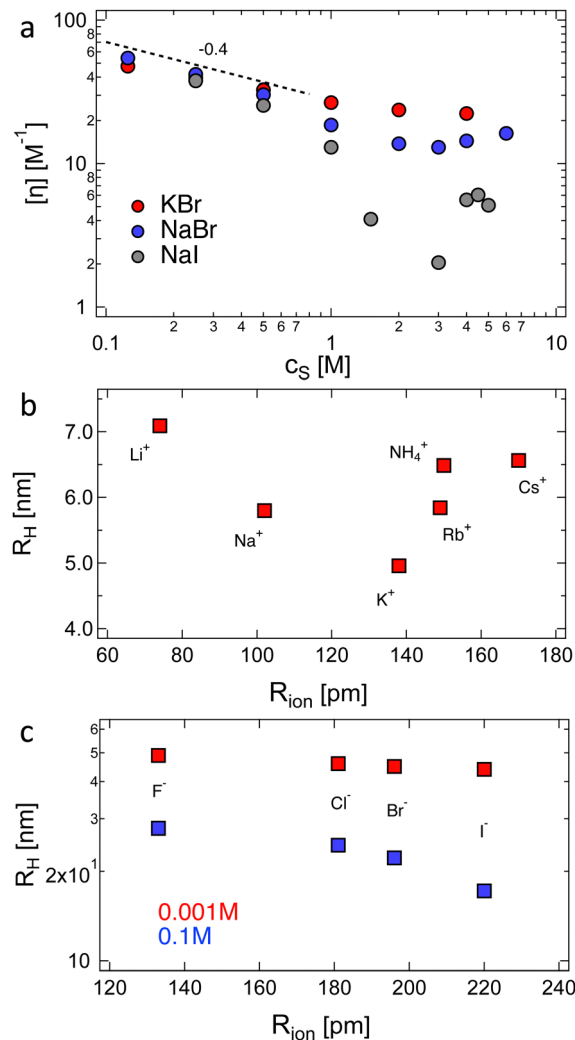 a
100
8
6
4
2
10
8
6
4
2
1
[η] [M⁻¹]
-0.4
KBr
NaBr
NaI
0.1 2 3 4 5 6 7 1 2 3 4 5 6 7 10
c_S [M]
b
7.0
6.0
5.0
4.0
R_H [nm]
Li⁺
NH₄⁺
Cs⁺
Na⁺
Rb⁺
K⁺
60 80 100 120 140 160 180
R_ion [pm]
c
6
5
4
3
2x10¹
10
R_H [nm]
F⁻
Cl⁻
Br⁻
I⁻
0.001M
0.1M
120 140 160 180 200 220 240
R_ion [pm]